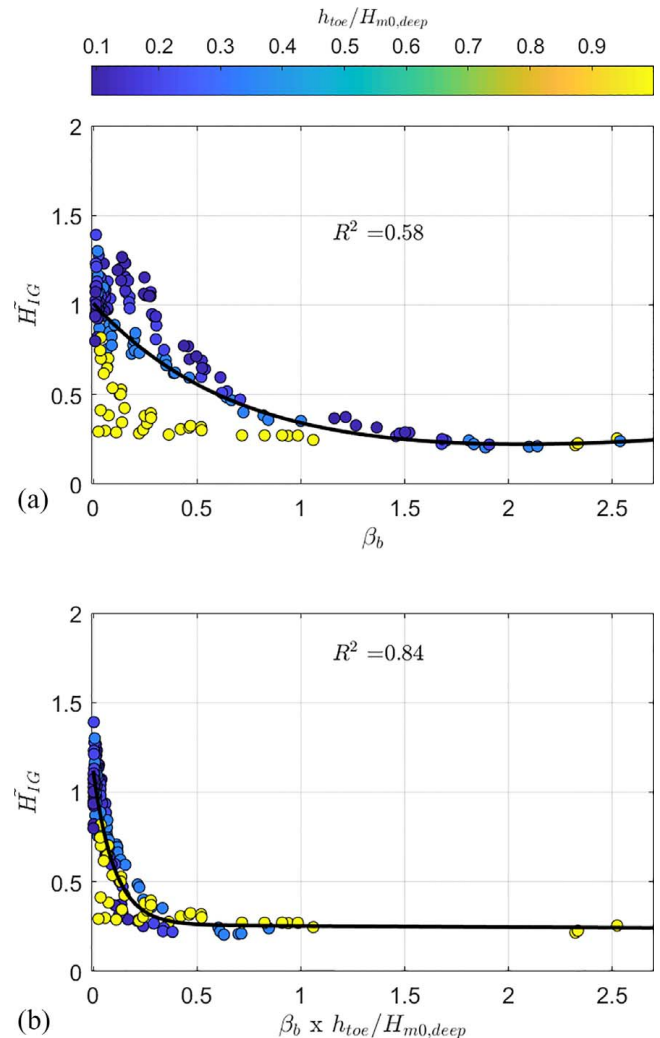 h_toe/H_m0,deep
0.1 0.2 0.3 0.4 0.5 0.6 0.7 0.8 0.9
2
1.5
R² =0.58
1
H̃_IG
0.5
0
0 0.5 1 1.5 2 2.5
(a)
β_b
2
R² =0.84
1.5
1
H̃_IG
0.5
0
0 0.5 1 1.5 2 2.5
(b)
β_b x h_toe/H_m0,deep